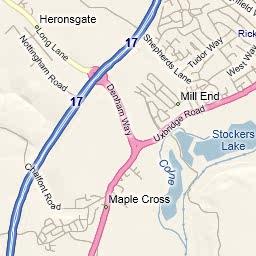 Heronsgate
Long Lane
Nottingham Road
17
17
Shepherds Lane
Tudor Way
Rick
West Way
Mill End
Denham Way
Uxbridge Road
Stockers
Lake
Colne
Chalfont Road
Maple Cross